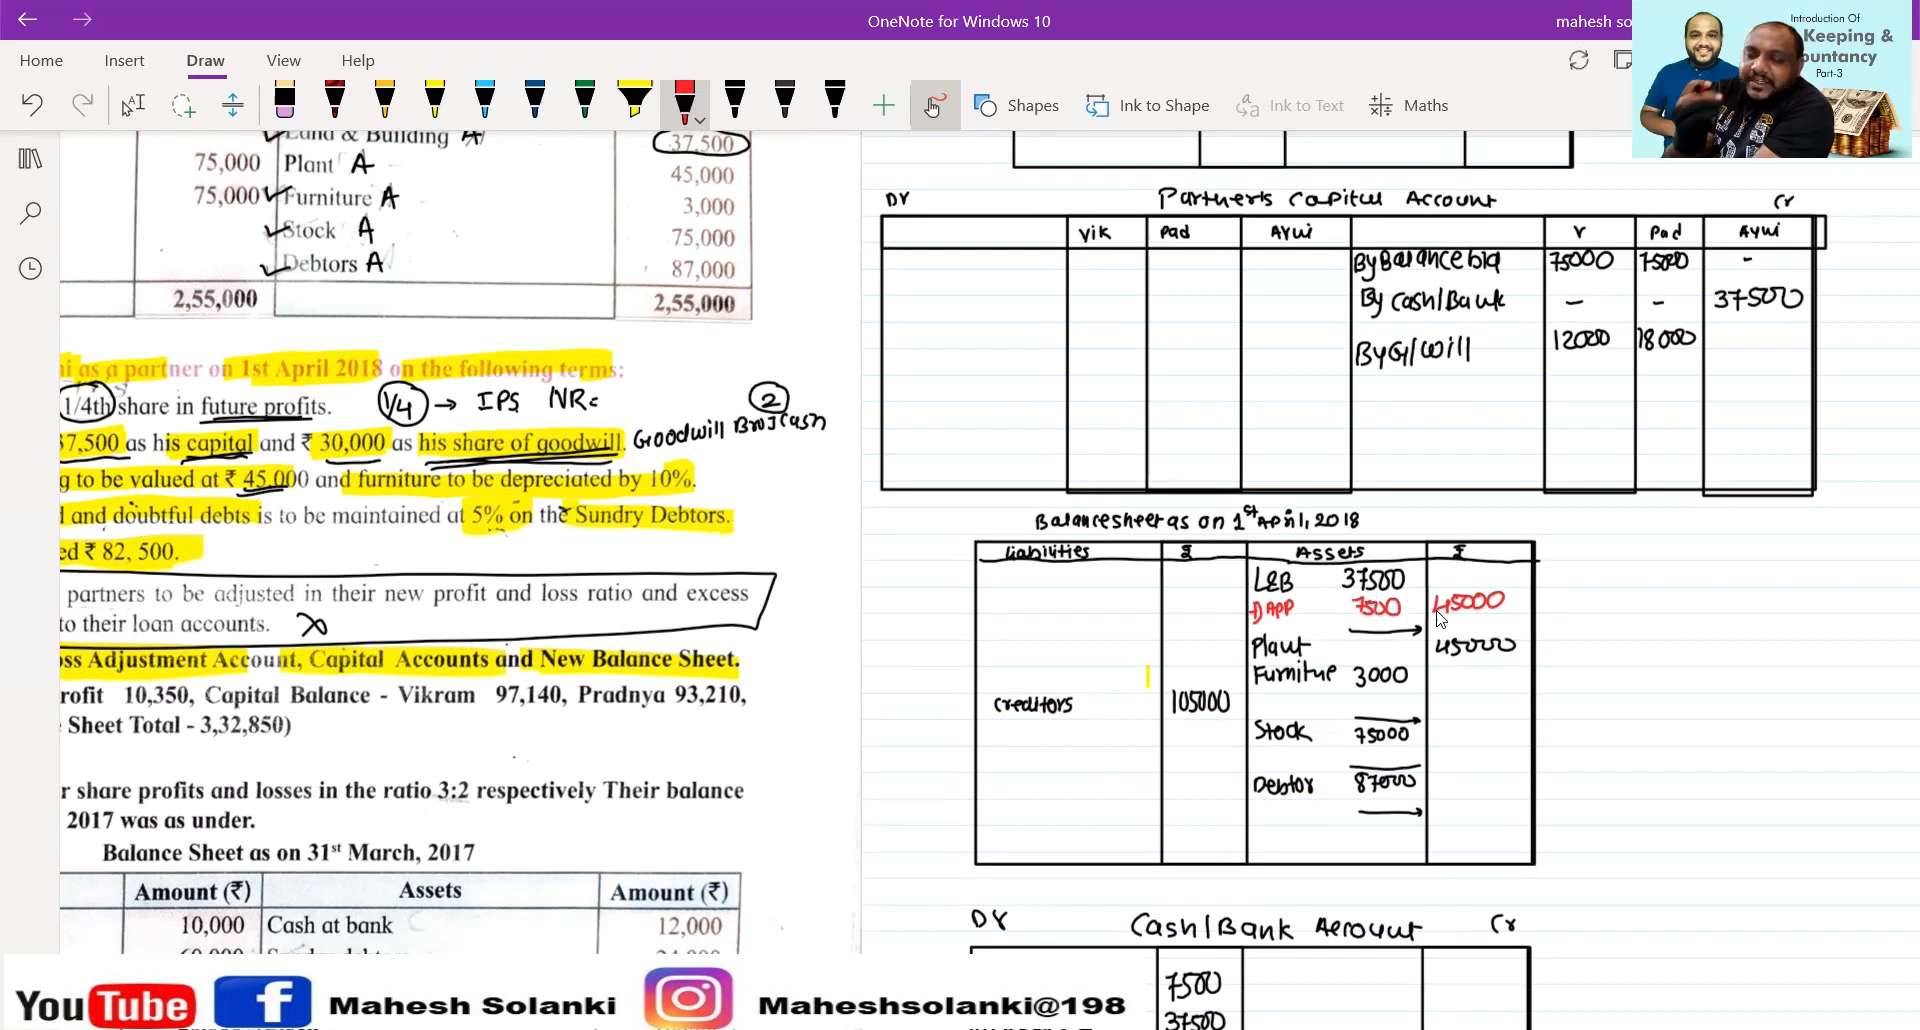 OneNote for Windows 10
mahesh so
Introduction Of
Keeping &
ountancy
Part-3
Home Insert Draw View Help
Shapes Ink to Shape Ink to Text Maths
Land & Building A 37,500
75,000 Plant A 45,000
75,000 Furniture A 3,000
Stock A 75,000
Debtors A 87,000
2,55,000 2,55,000
ni as a partner on 1st April 2018 on the following terms:
1/4th share in future profits. 1/4 → IPS NR=
2
37,500 as his capital and ₹ 30,000 as his share of goodwill. Goodwill Bro] Cash
g to be valued at ₹ 45,000 and furniture to be depreciated by 10%.
l and doubtful debts is to be maintained at 5% on the Sundry Debtors.
ed ₹ 82, 500.
partners to be adjusted in their new profit and loss ratio and excess
to their loan accounts.
oss Adjustment Account, Capital Accounts and New Balance Sheet.
rofit 10,350, Capital Balance - Vikram 97,140, Pradnya 93,210,
Sheet Total - 3,32,850)
r share profits and losses in the ratio 3:2 respectively Their balance
2017 was as under.
Balance Sheet as on 31st March, 2017
Amount (₹) Assets Amount (₹)
10,000 Cash at bank 12,000
Dr Partners Capital Account Cr
Vik Pad Avni V Pad Avni
By Balance b/d 75000 75000 -
By Cash/Bank - - 37500
By G/Will 12000 18000
Balancesheet as on 1st April, 2018
Liabilities ₹ Assets ₹
L&B 37500
+) APP 7500 45000
Plant 45000
Furniture 3000
Creditors 105000
Stock 75000
Debtor 87000
Dr Cash/Bank Account Cr
7500
37500
YouTube Mahesh Solanki Maheshsolanki@198